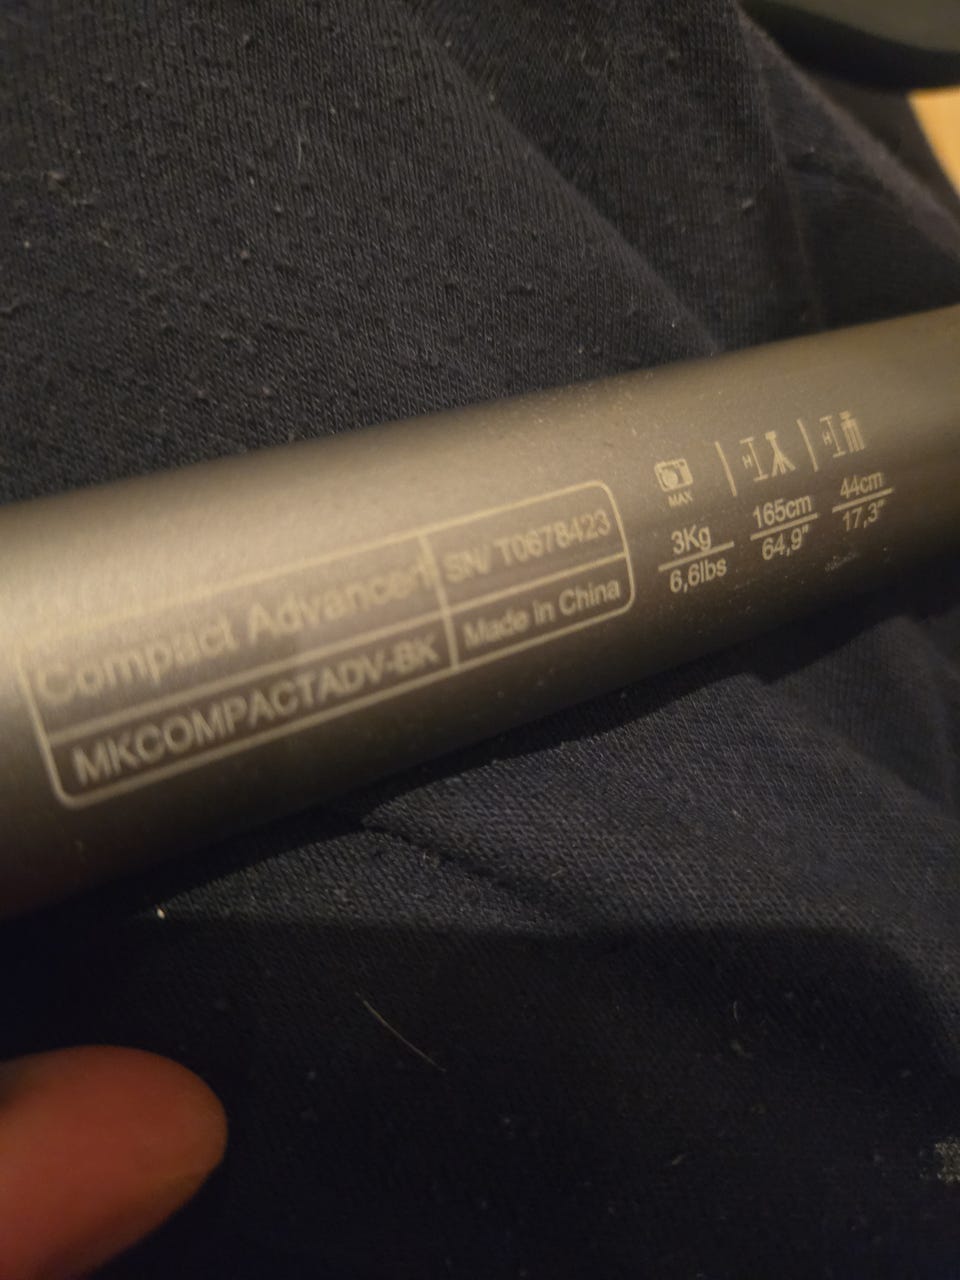 Compact Advanced
SN/ T0678423
MKCOMPACTADV-BK
Made in China
MAX
3Kg
6,6lbs
H
165cm
64,9"
H
44cm
17,3"